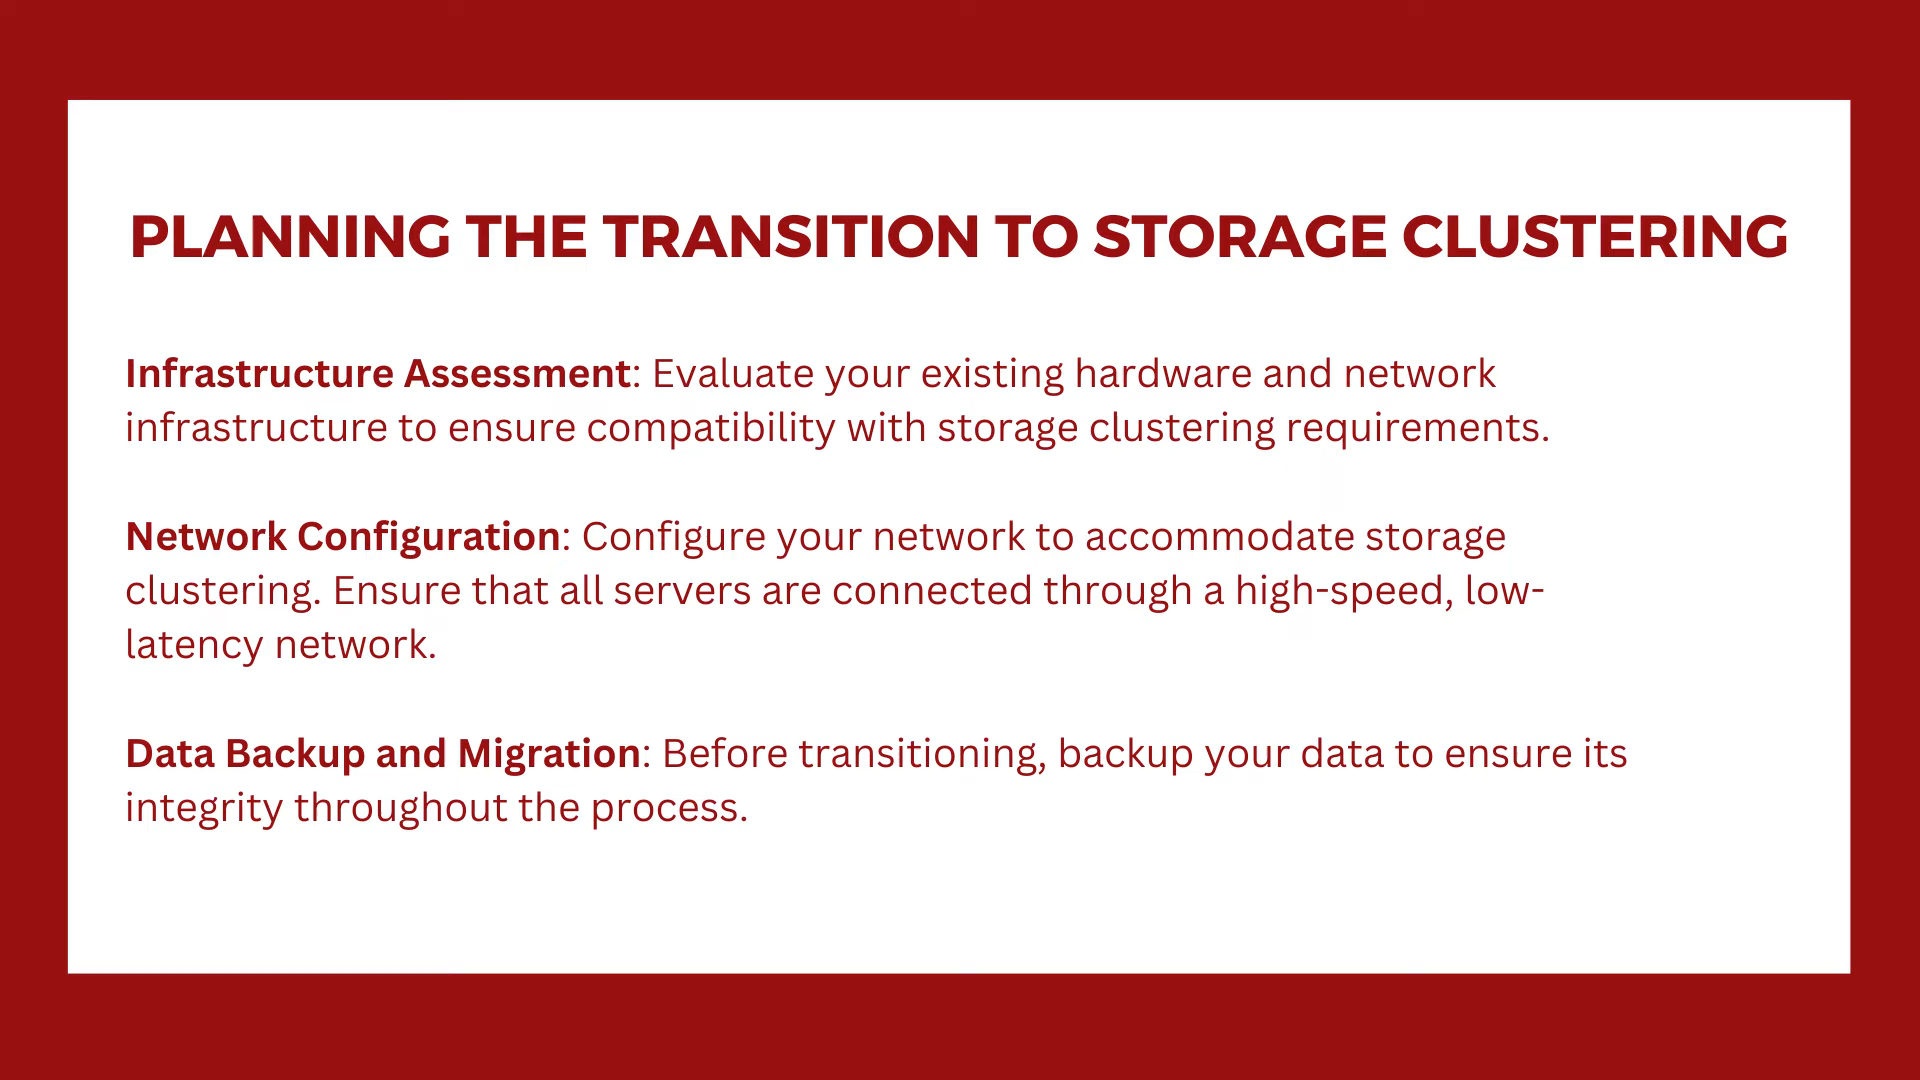 PLANNING THE TRANSITION TO STORAGE CLUSTERING
Infrastructure Assessment: Evaluate your existing hardware and network
infrastructure to ensure compatibility with storage clustering requirements.
Network Configuration: Configure your network to accommodate storage
clustering. Ensure that all servers are connected through a high-speed, low-
latency network.
Data Backup and Migration: Before transitioning, backup your data to ensure its
integrity throughout the process.